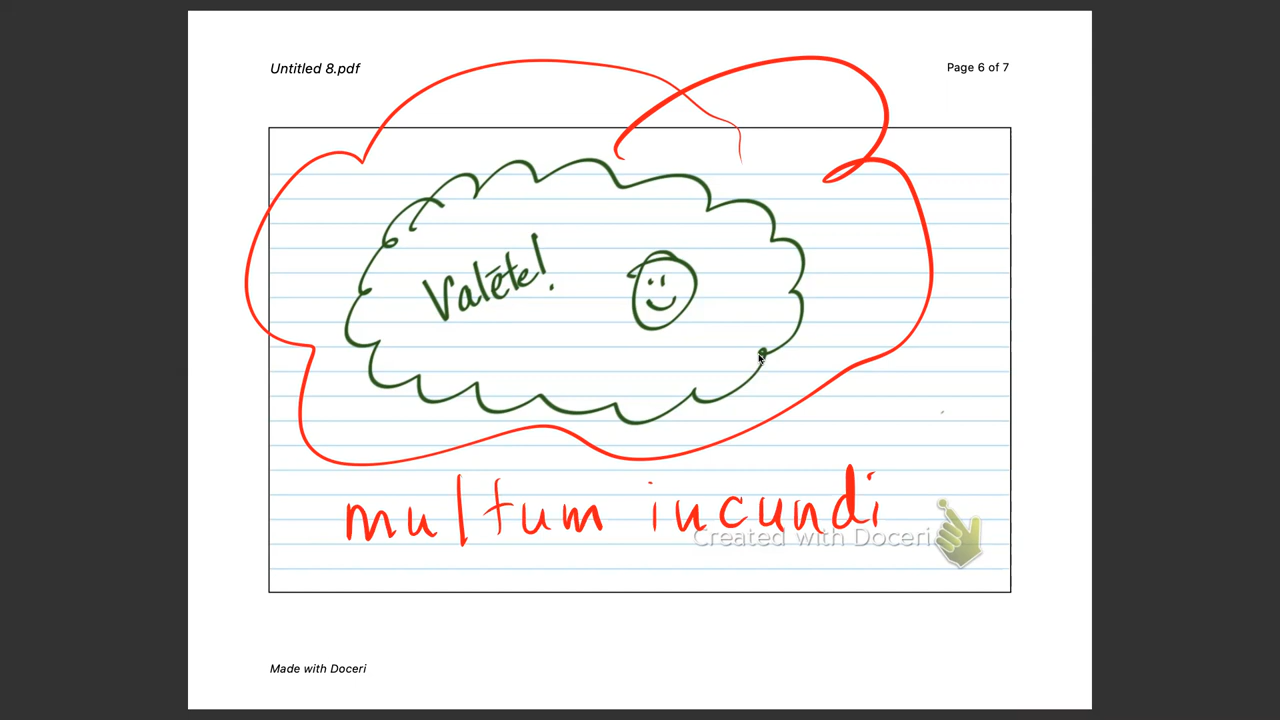 Untitled 8.pdf
Page 6 of 7
Valēte!
multum iucundi
Created with Doceri
Made with Doceri